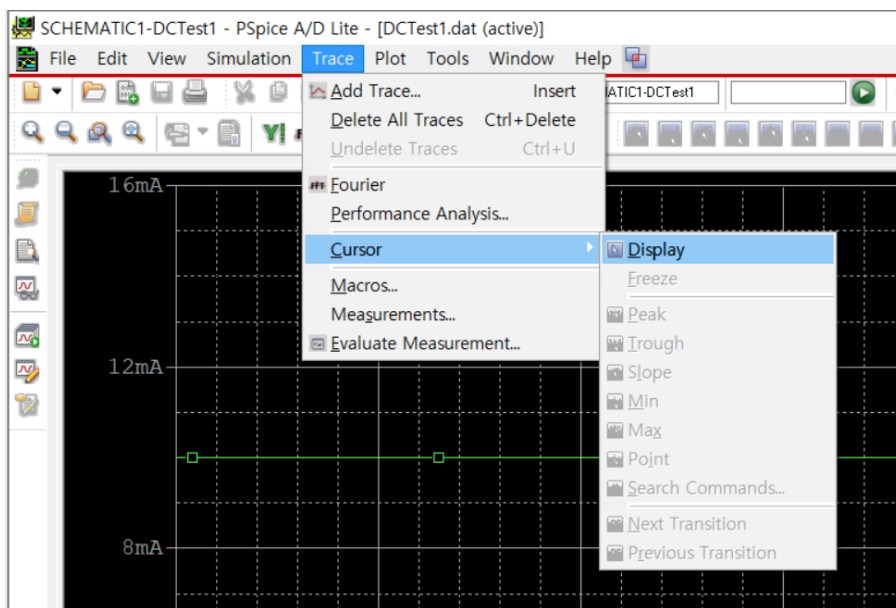 SCHEMATIC1-DCTest1 - PSpice A/D Lite - [DCTest1.dat (active)]
File Edit View Simulation Trace Plot Tools Window Help
Add Trace... Insert
ATIC1-DCTest1
Delete All Traces Ctrl+Delete
Undelete Traces Ctrl+U
Fourier
Performance Analysis...
Cursor
Macros...
Measurements...
Evaluate Measurement...
Display
Freeze
Peak
Trough
Slope
Min
Max
Point
Search Commands...
Next Transition
Previous Transition
16mA
12mA
8mA